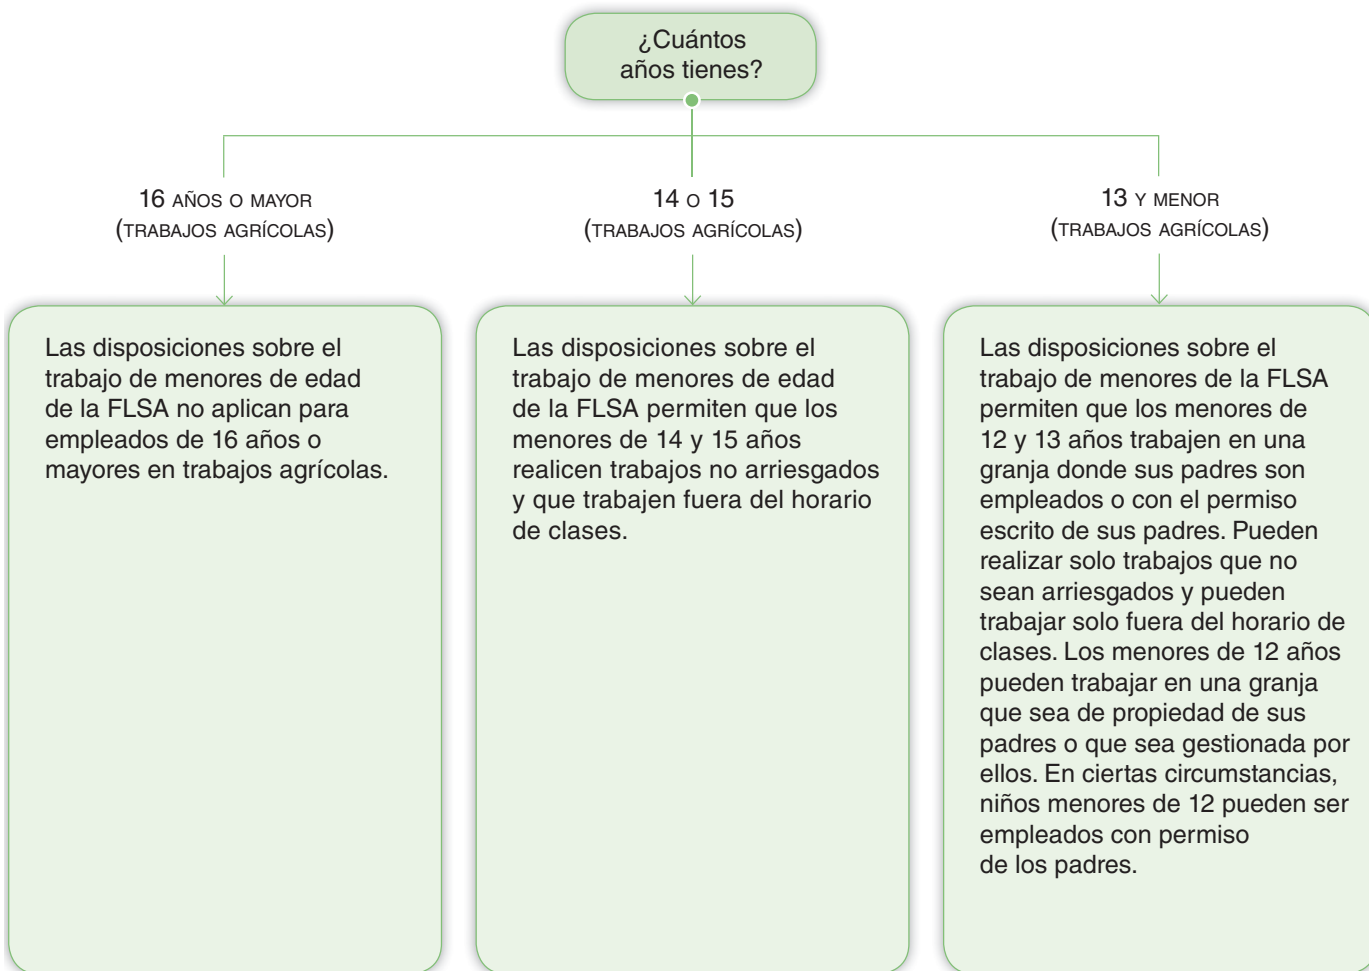 ¿Cuántos
años tienes?
16 AÑOS O MAYOR
(TRABAJOS AGRÍCOLAS)
14 O 15
(TRABAJOS AGRÍCOLAS)
13 Y MENOR
(TRABAJOS AGRÍCOLAS)
Las disposiciones sobre el
trabajo de menores de edad
de la FLSA no aplican para
empleados de 16 años o
mayores en trabajos agrícolas.
Las disposiciones sobre el
trabajo de menores de edad
de la FLSA permiten que los
menores de 14 y 15 años
realicen trabajos no arriesgados
y que trabajen fuera del horario
de clases.
Las disposiciones sobre el
trabajo de menores de la FLSA
permiten que los menores de
12 y 13 años trabajen en una
granja donde sus padres son
empleados o con el permiso
escrito de sus padres. Pueden
realizar solo trabajos que no
sean arriesgados y pueden
trabajar solo fuera del horario de
clases. Los menores de 12 años
pueden trabajar en una granja
que sea de propiedad de sus
padres o que sea gestionada por
ellos. En ciertas circumstancias,
niños menores de 12 pueden ser
empleados con permiso
de los padres.